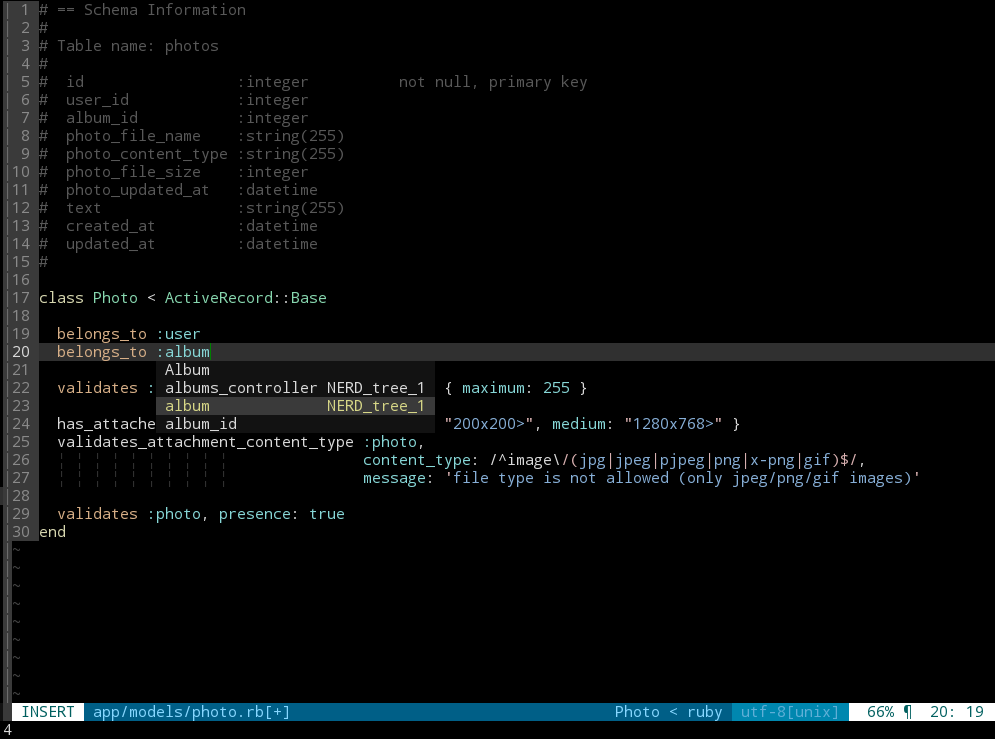 1 # == Schema Information
2 #
3 # Table name: photos
4 #
5 #  id                 :integer          not null, primary key
6 #  user_id            :integer
7 #  album_id           :integer
8 #  photo_file_name    :string(255)
9 #  photo_content_type :string(255)
10 #  photo_file_size    :integer
11 #  photo_updated_at   :datetime
12 #  text               :string(255)
13 #  created_at         :datetime
14 #  updated_at         :datetime
15 #
16
17 class Photo < ActiveRecord::Base
18
19   belongs_to :user
20   belongs_to :album
21 Album
22   validates : albums_controller NERD_tree_1 { maximum: 255 }
23 album             NERD_tree_1
24   has_attache album_id "200x200>", medium: "1280x768>" }
25   validates_attachment_content_type :photo,
26                                     content_type: /^image\/(jpg|jpeg|pjpeg|png|x-png|gif)$/,
27                                     message: 'file type is not allowed (only jpeg/png/gif images)'
28
29   validates :photo, presence: true
30 end
~
~
~
~
~
~
~
~
~
INSERT app/models/photo.rb[+] Photo < ruby utf-8[unix] 66% ¶ 20: 19
4